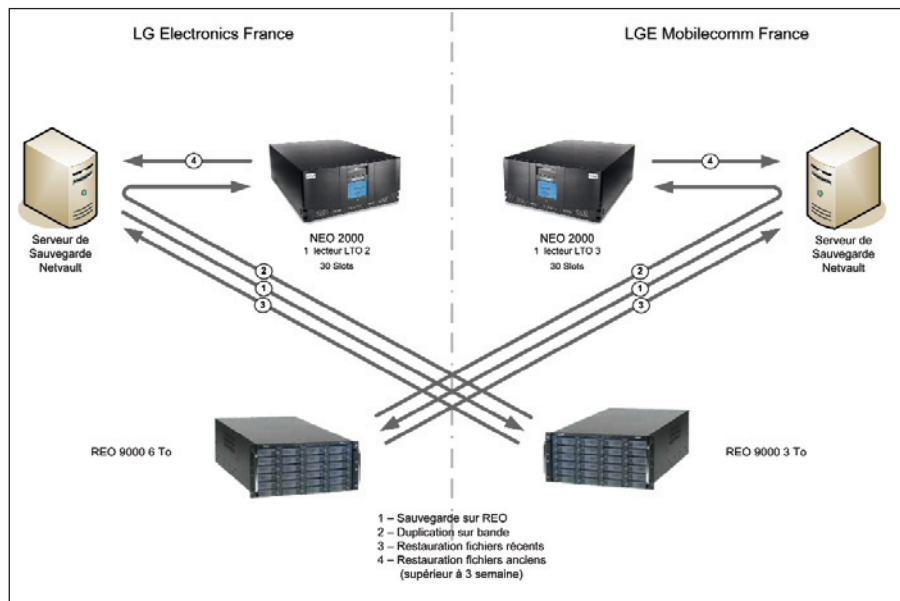 LG Electronics France
LGE Mobilecomm France
4
4
Serveur de
Sauvegarde
Netvault
NEO 2000
1 lecteur LTO 2
30 Slots
NEO 2000
1 lecteur LTO 3
30 Slots
Serveur de
Sauvegarde
Netvault
2
1
3
2
1
3
REO 9000 6 To
REO 9000 3 To
1 – Sauvegarde sur REO
2 – Duplication sur bande
3 – Restauration fichiers récents
4 – Restauration fichiers anciens
(supérieur à 3 semaine)